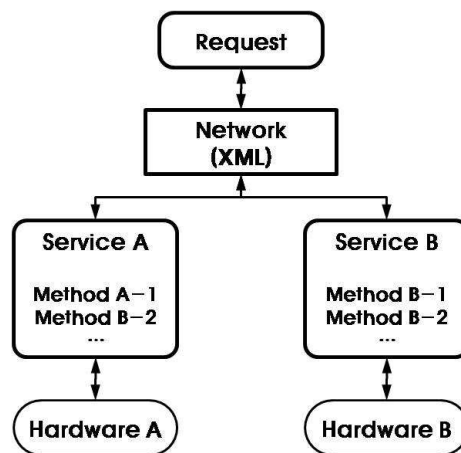 Request
Network
(XML)
Service A
Method A-1
Method B-2
...
Service B
Method B-1
Method B-2
...
Hardware A
Hardware B